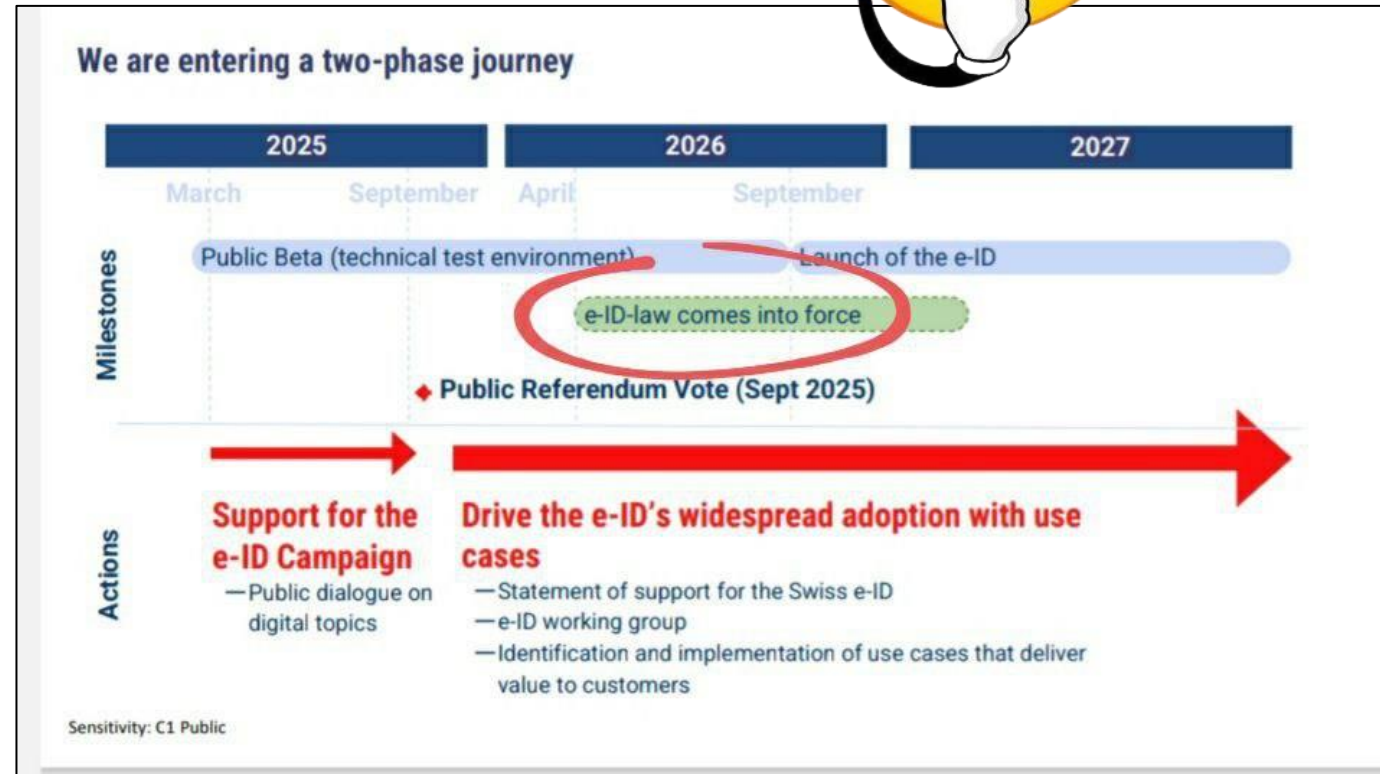 We are entering a two-phase journey
2025 2026 2027
March September April September
Milestones
Public Beta (technical test environment) Launch of the e-ID
e-ID-law comes into force
Public Referendum Vote (Sept 2025)
Actions
Support for the
e-ID Campaign
—Public dialogue on
digital topics
Drive the e-ID's widespread adoption with use
cases
—Statement of support for the Swiss e-ID
—e-ID working group
—Identification and implementation of use cases that deliver
value to customers
Sensitivity: C1 Public